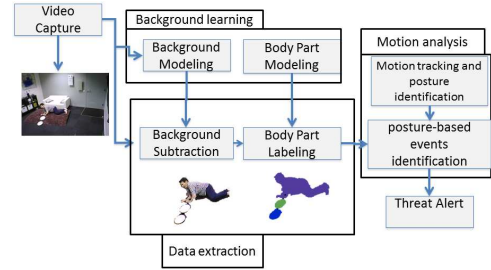 Video
Capture
Background learning
Background
Modeling
Body Part
Modeling
Motion analysis
Motion tracking and
posture
identification
posture-based
events
identification
Background
Subtraction
Body Part
Labeling
Threat Alert
Data extraction